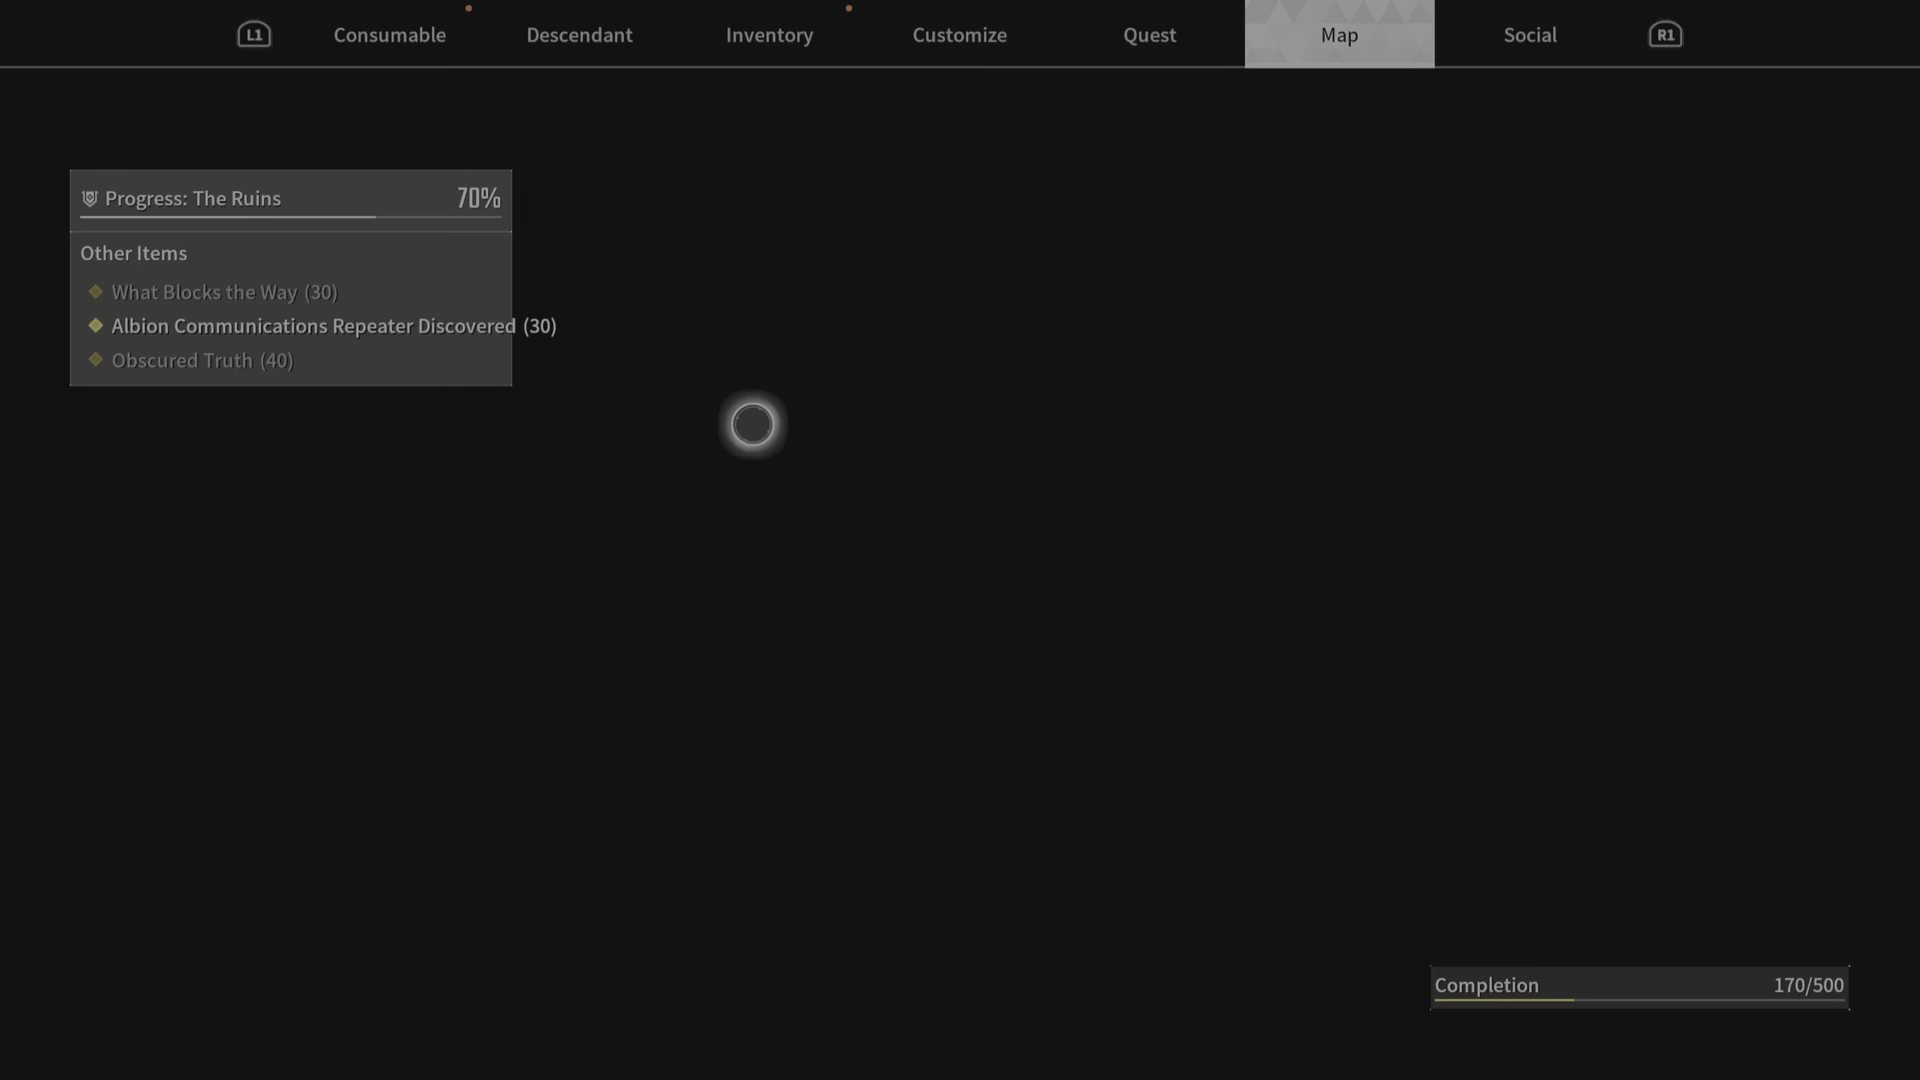 L1 Consumable Descendant Inventory Customize Quest Map Social R1
Progress: The Ruins 70%
Other Items
What Blocks the Way (30)
Albion Communications Repeater Discovered (30)
Obscured Truth (40)
Completion 170/500